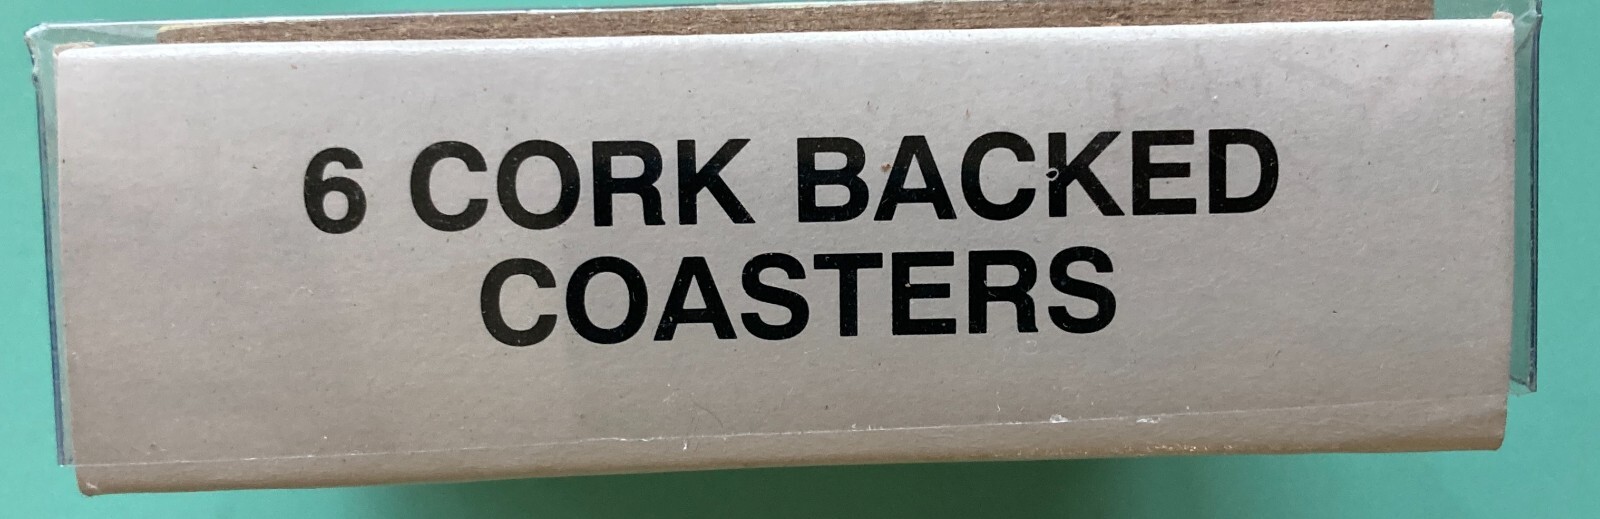 6 CORK BACKED
COASTERS